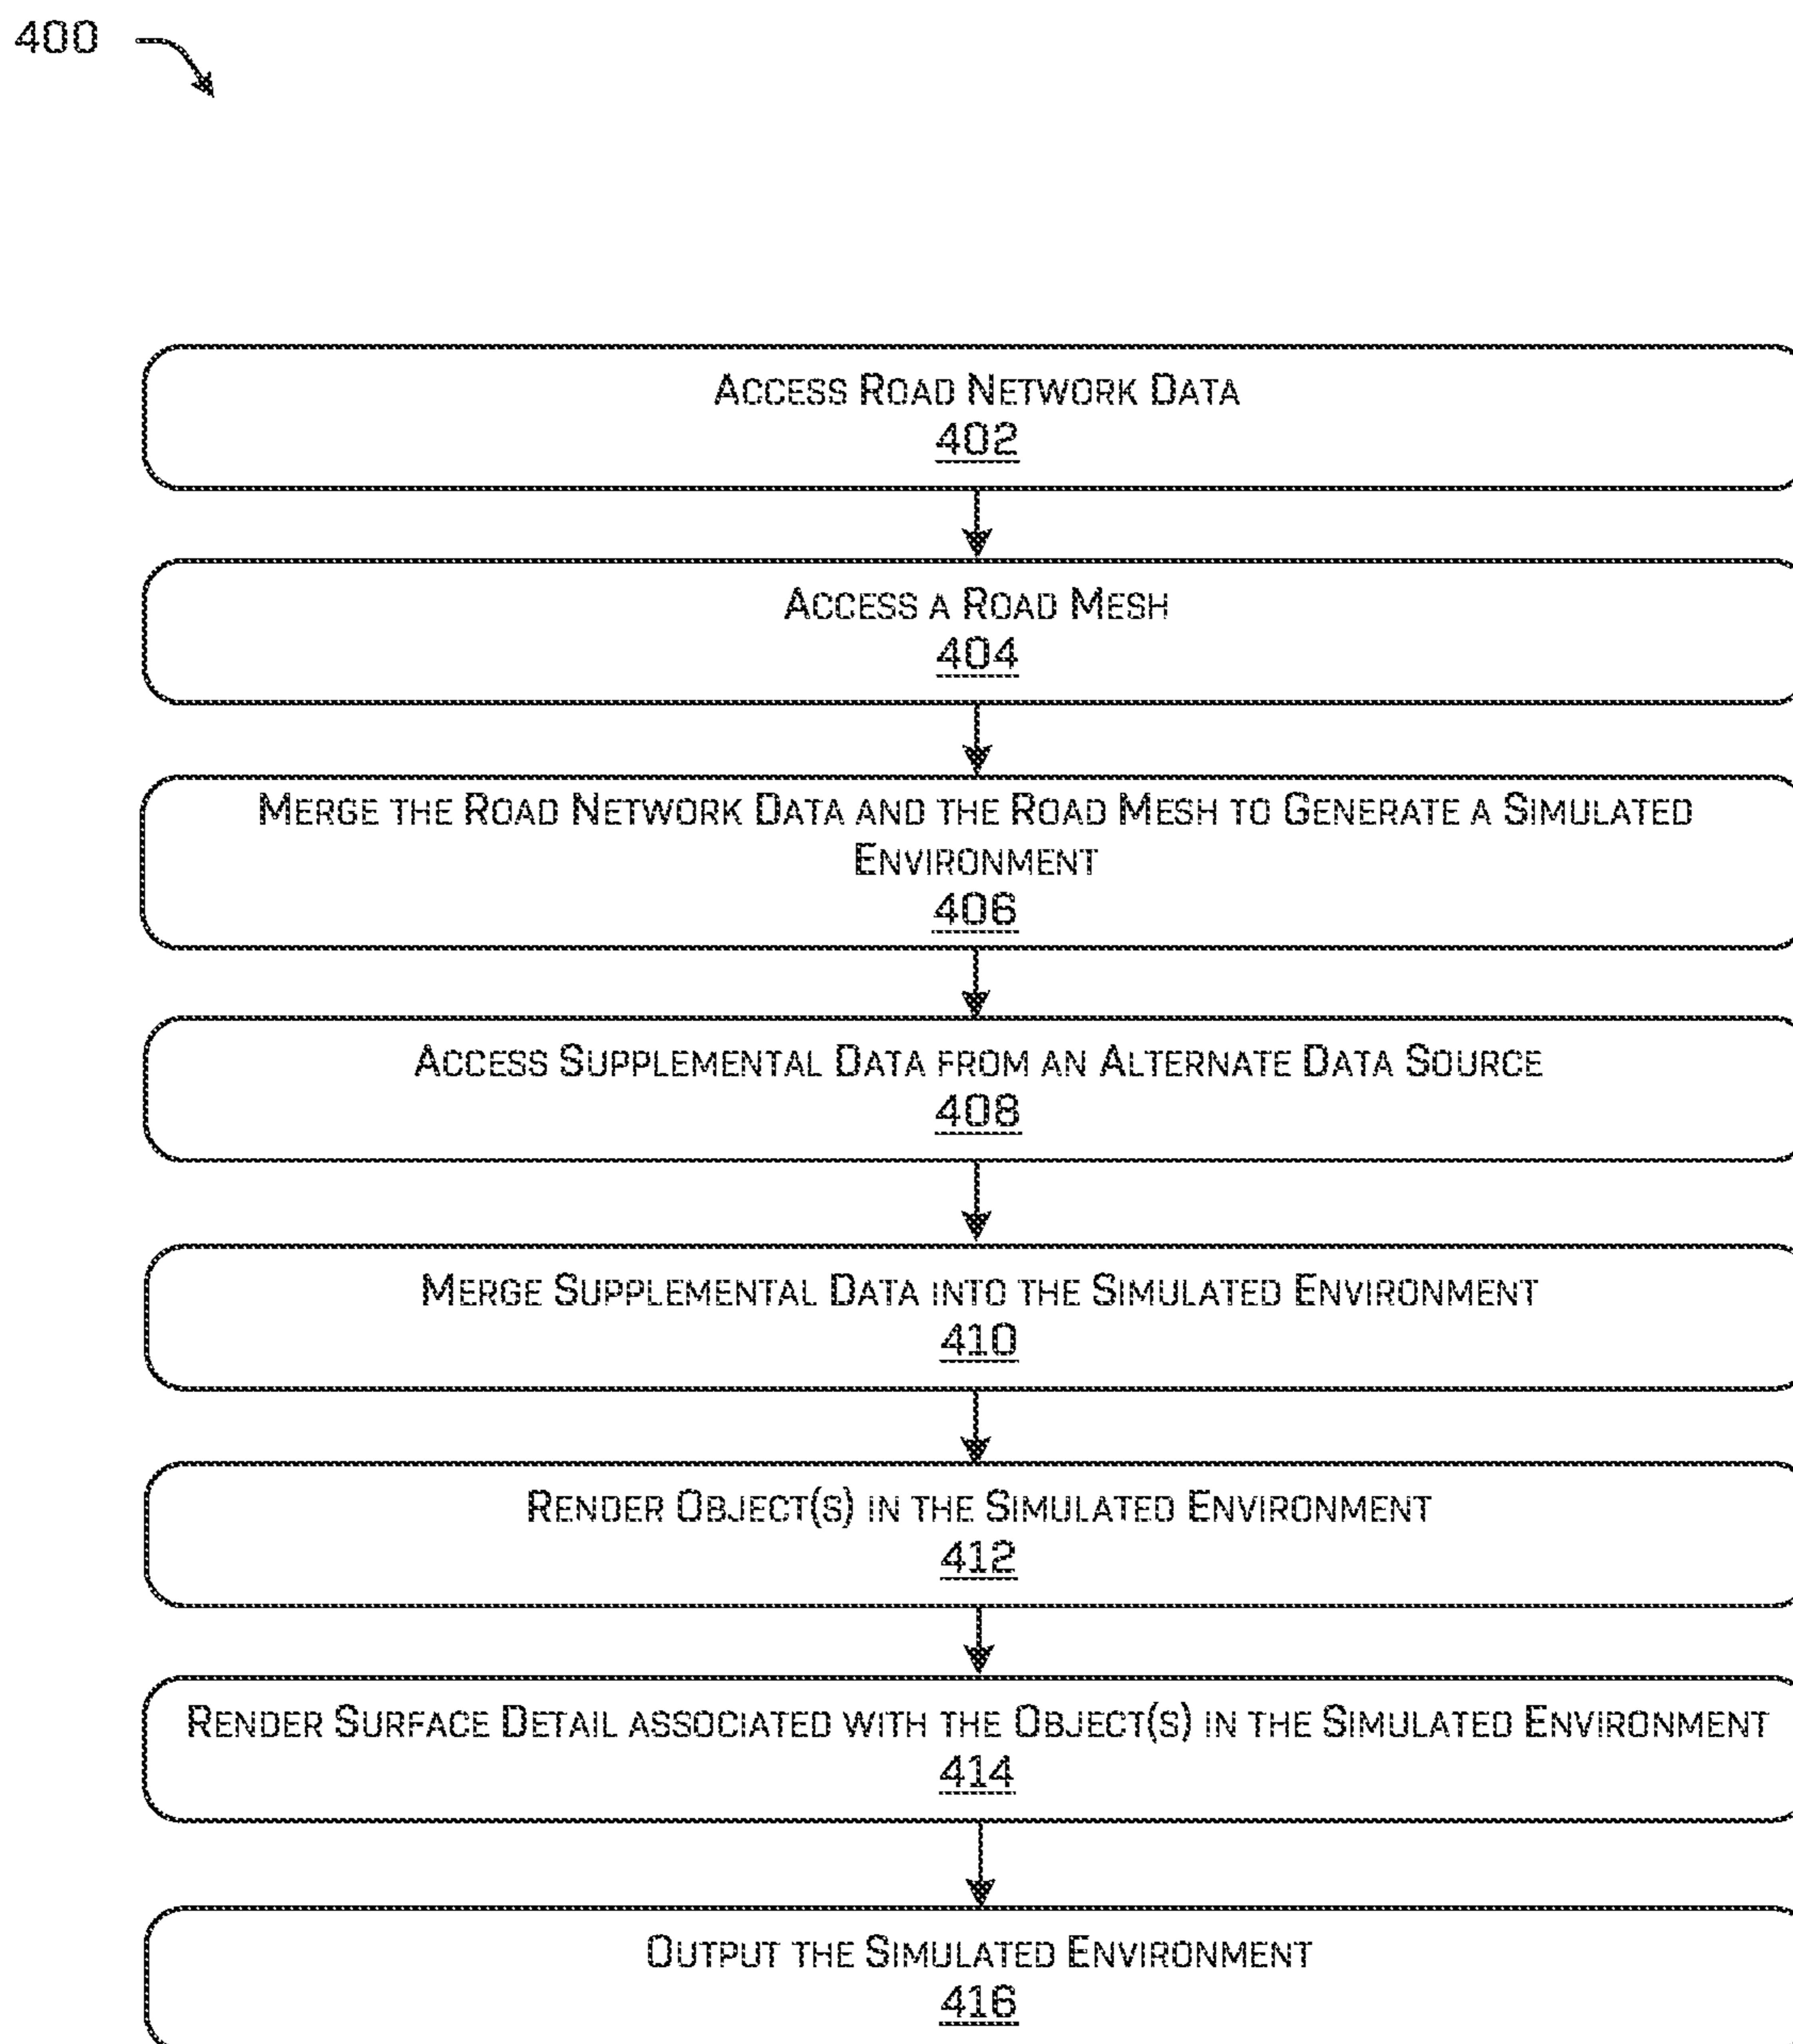 400
Access Road Network Data
402
Access a Road Mesh
404
Merge the Road Network Data and the Road Mesh to Generate a Simulated
Environment
406
Access Supplemental Data from an Alternate Data Source
408
Merge Supplemental Data into the Simulated Environment
410
Render Object(s) in the Simulated Environment
412
Render Surface Detail associated with the Object(s) in the Simulated Environment
414
Output the Simulated Environment
416